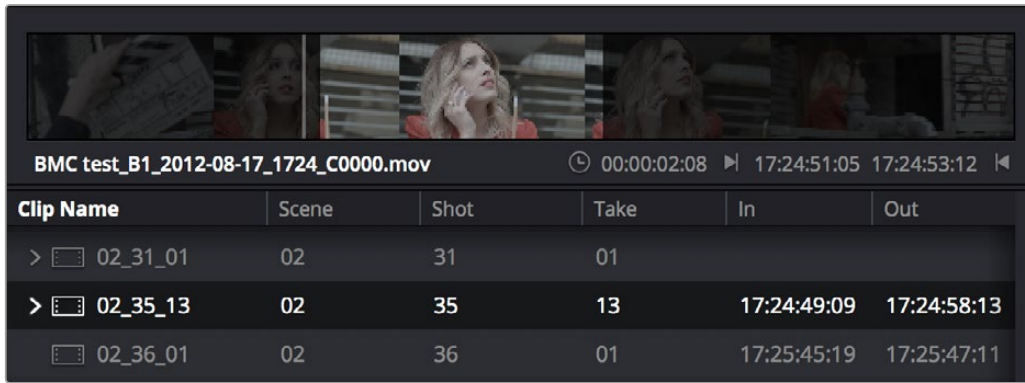 BMC test_B1_2012-08-17_1724_C0000.mov 00:00:02:08 17:24:51:05 17:24:53:12
Clip Name Scene Shot Take In Out
02_31_01 02 31 01
02_35_13 02 35 13 17:24:49:09 17:24:58:13
02_36_01 02 36 01 17:25:45:19 17:25:47:11